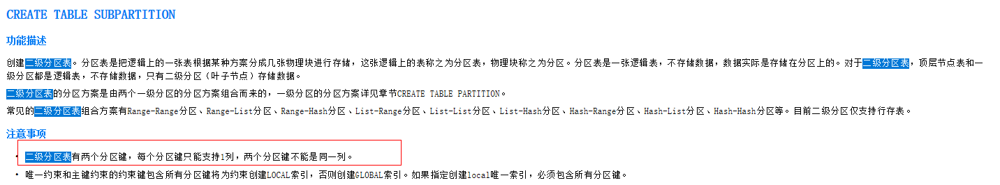 CREATE TABLE SUBPARTITION
功能描述
创建二级分区表。分区表是把逻辑上的一张表根据某种方案分成几张物理块进行存储，这张逻辑上的表称之为分区表，物理块称之为分区。分区表是一张逻辑表，不存储数据，数据实际是存储在分区上的。对于二级分区表，顶层节点表和一
级分区都是逻辑表，不存储数据，只有二级分区（叶子节点）存储数据。
二级分区表的分区方案是由两个一级分区的分区方案组合而来的，一级分区的分区方案详见章节CREATE TABLE PARTITION。
常见的二级分区表组合方案有Range-Range分区、Range-List分区、Range-Hash分区、List-Range分区、List-List分区、List-Hash分区、Hash-Range分区、Hash-List分区、Hash-Hash分区等。目前二级分区仅支持行存表。
注意事项
• 二级分区表有两个分区键，每个分区键只能支持1列，两个分区键不能是同一列。
• 唯一约束和主键约束的约束键包含所有分区键将为约束创建LOCAL索引，否则创建GLOBAL索引。如果指定创建local唯一索引，必须包含所有分区键。